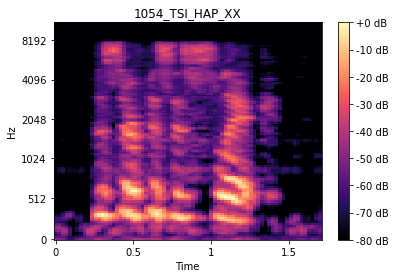 1054_TSI_HAP_XX
+0 dB
8192
-10 dB
4096
-20 dB
-30 dB
2048
Hz
-40 dB
1024
-50 dB
512
-60 dB
-70 dB
0
-80 dB
0
0.5
1
1.5
Time